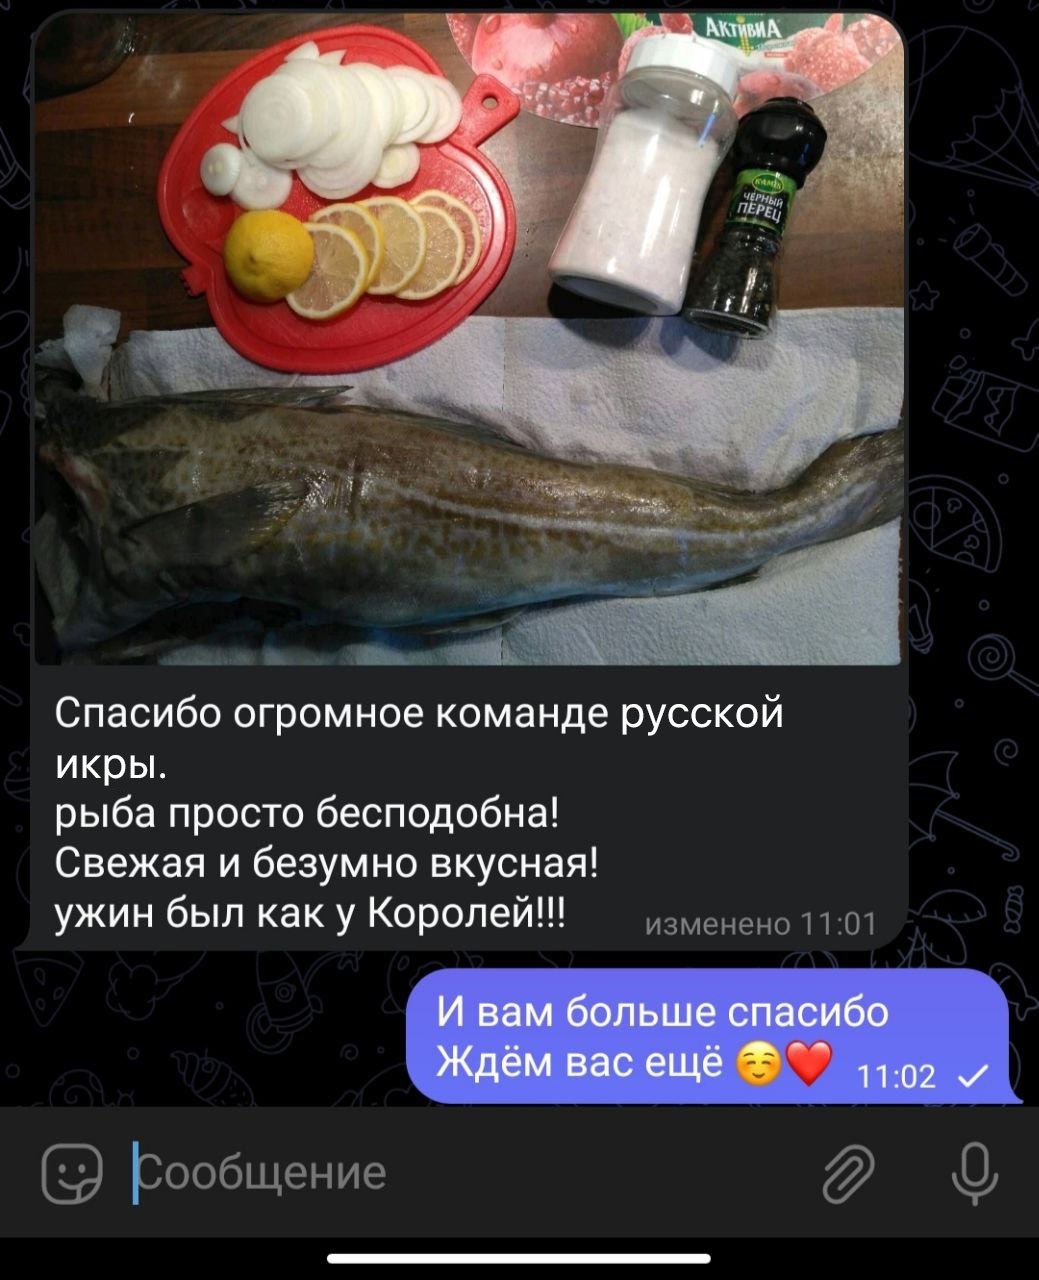 АКТИВИА
KAMIS
ЧЁРНЫЙ
ПЕРЕЦ
Спасибо огромное команде русской
икры.
рыба просто бесподобна!
Свежая и безумно вкусная!
ужин был как у Королей!!!
изменено 11:01
И вам больше спасибо
Ждём вас ещё ☺️❤️
11:02
Сообщение